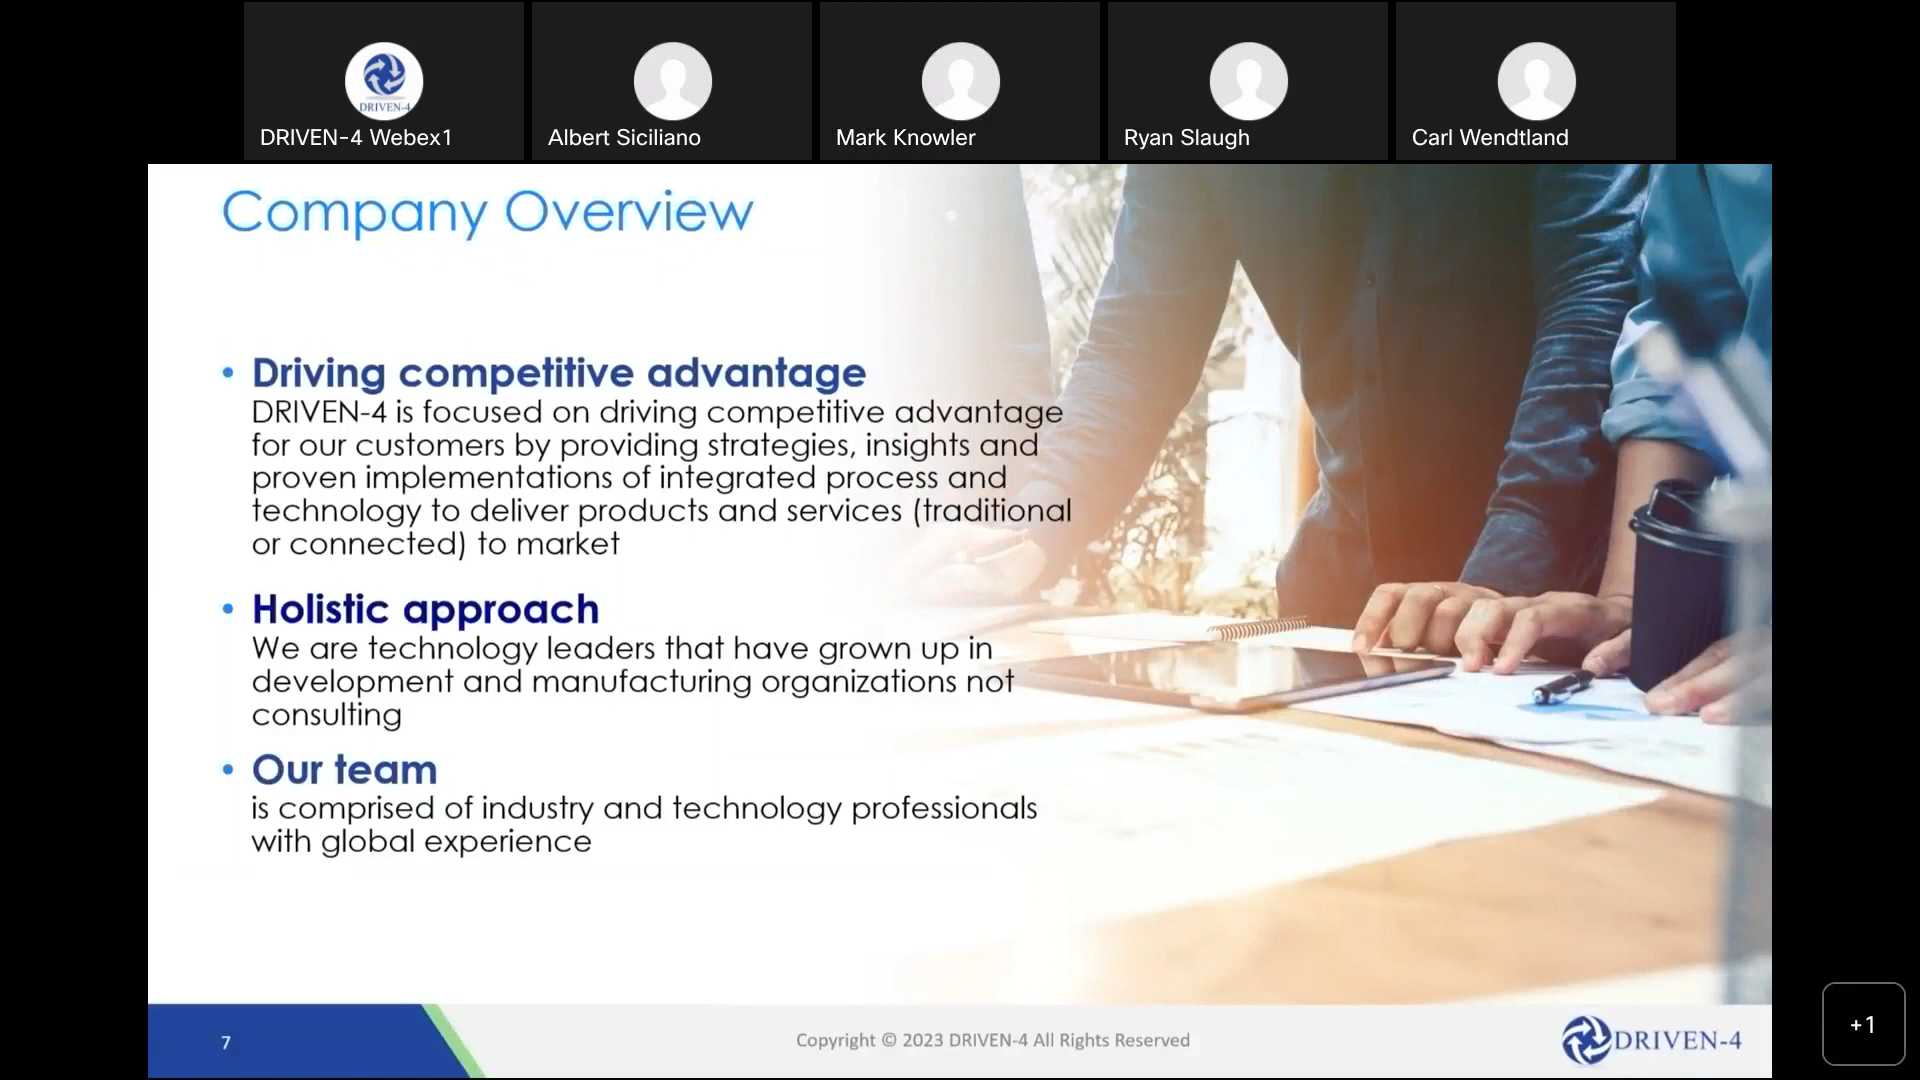 DRIVEN-4
DRIVEN-4 Webex1
Albert Siciliano
Mark Knowler
Ryan Slaugh
Carl Wendtland
Company Overview
• Driving competitive advantage
DRIVEN-4 is focused on driving competitive advantage
for our customers by providing strategies, insights and
proven implementations of integrated process and
technology to deliver products and services (traditional
or connected) to market
• Holistic approach
We are technology leaders that have grown up in
development and manufacturing organizations not
consulting
• Our team
is comprised of industry and technology professionals
with global experience
7
Copyright © 2023 DRIVEN-4 All Rights Reserved
DRIVEN-4
+1